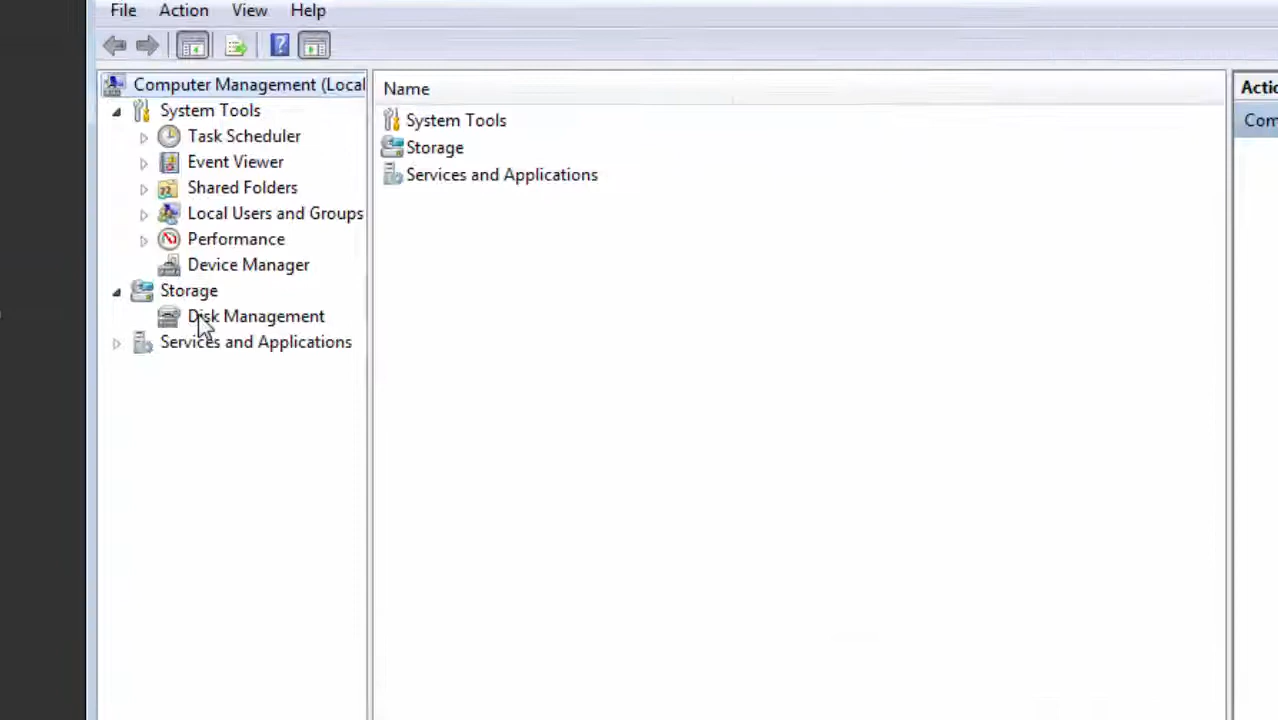 File Action View Help
Computer Management (Local
System Tools
Task Scheduler
Event Viewer
Shared Folders
Local Users and Groups
Performance
Device Manager
Storage
Disk Management
Services and Applications
Name
System Tools
Storage
Services and Applications
Actio
Com